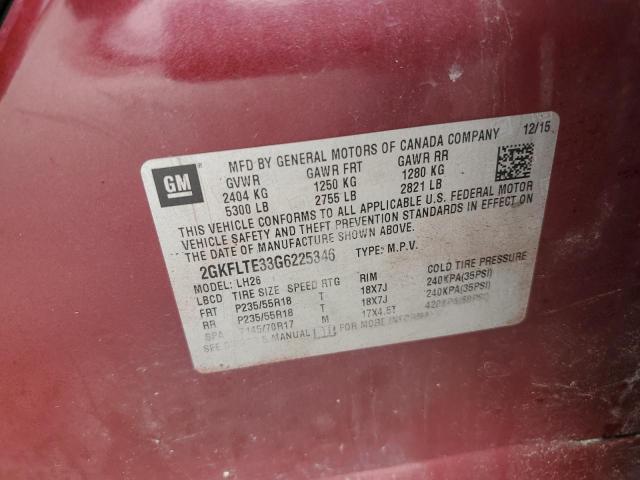 GM
MFD BY GENERAL MOTORS OF CANADA COMPANY 12/15
GVWR GAWR FRT GAWR RR
2404 KG 1250 KG 1280 KG
5300 LB 2755 LB 2821 LB
THIS VEHICLE CONFORMS TO ALL APPLICABLE U.S. FEDERAL MOTOR
VEHICLE SAFETY AND THEFT PREVENTION STANDARDS IN EFFECT ON
THE DATE OF MANUFACTURE SHOWN ABOVE.
2GKFLTE33G6225346 TYPE: M.P.V.
MODEL: LH26
LBCD TIRE SIZE SPEED RTG RIM COLD TIRE PRESSURE
FRT P235/55R18 T 18X7J 240KPA(35PSI)
RR P235/55R18 T 18X7J 240KPA(35PSI)
SPA T145/70R17 M 17X4.5T
SEE MANUAL FOR MORE